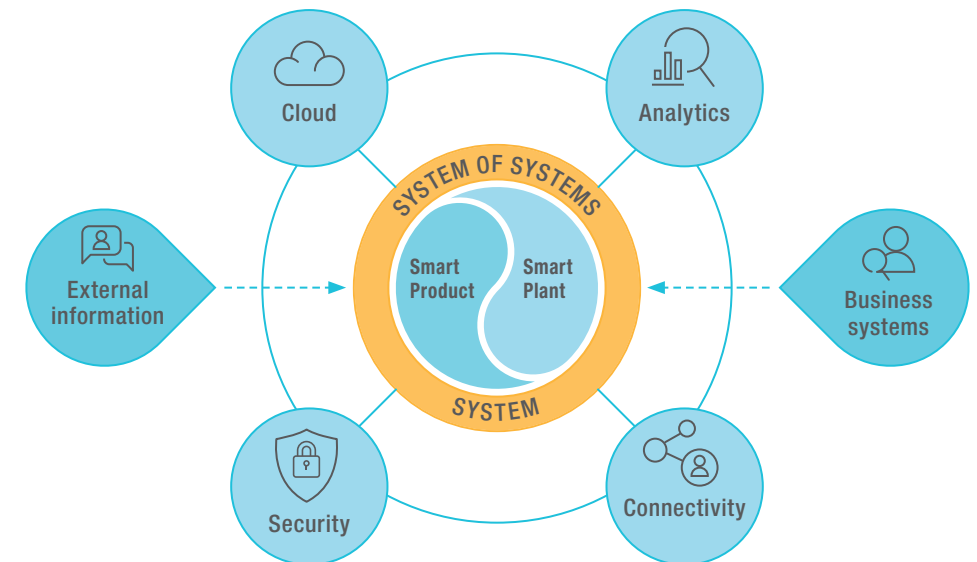 Cloud
Analytics
SYSTEM OF SYSTEMS
Smart
Product
Smart
Plant
External
information
Business
systems
SYSTEM
Security
Connectivity